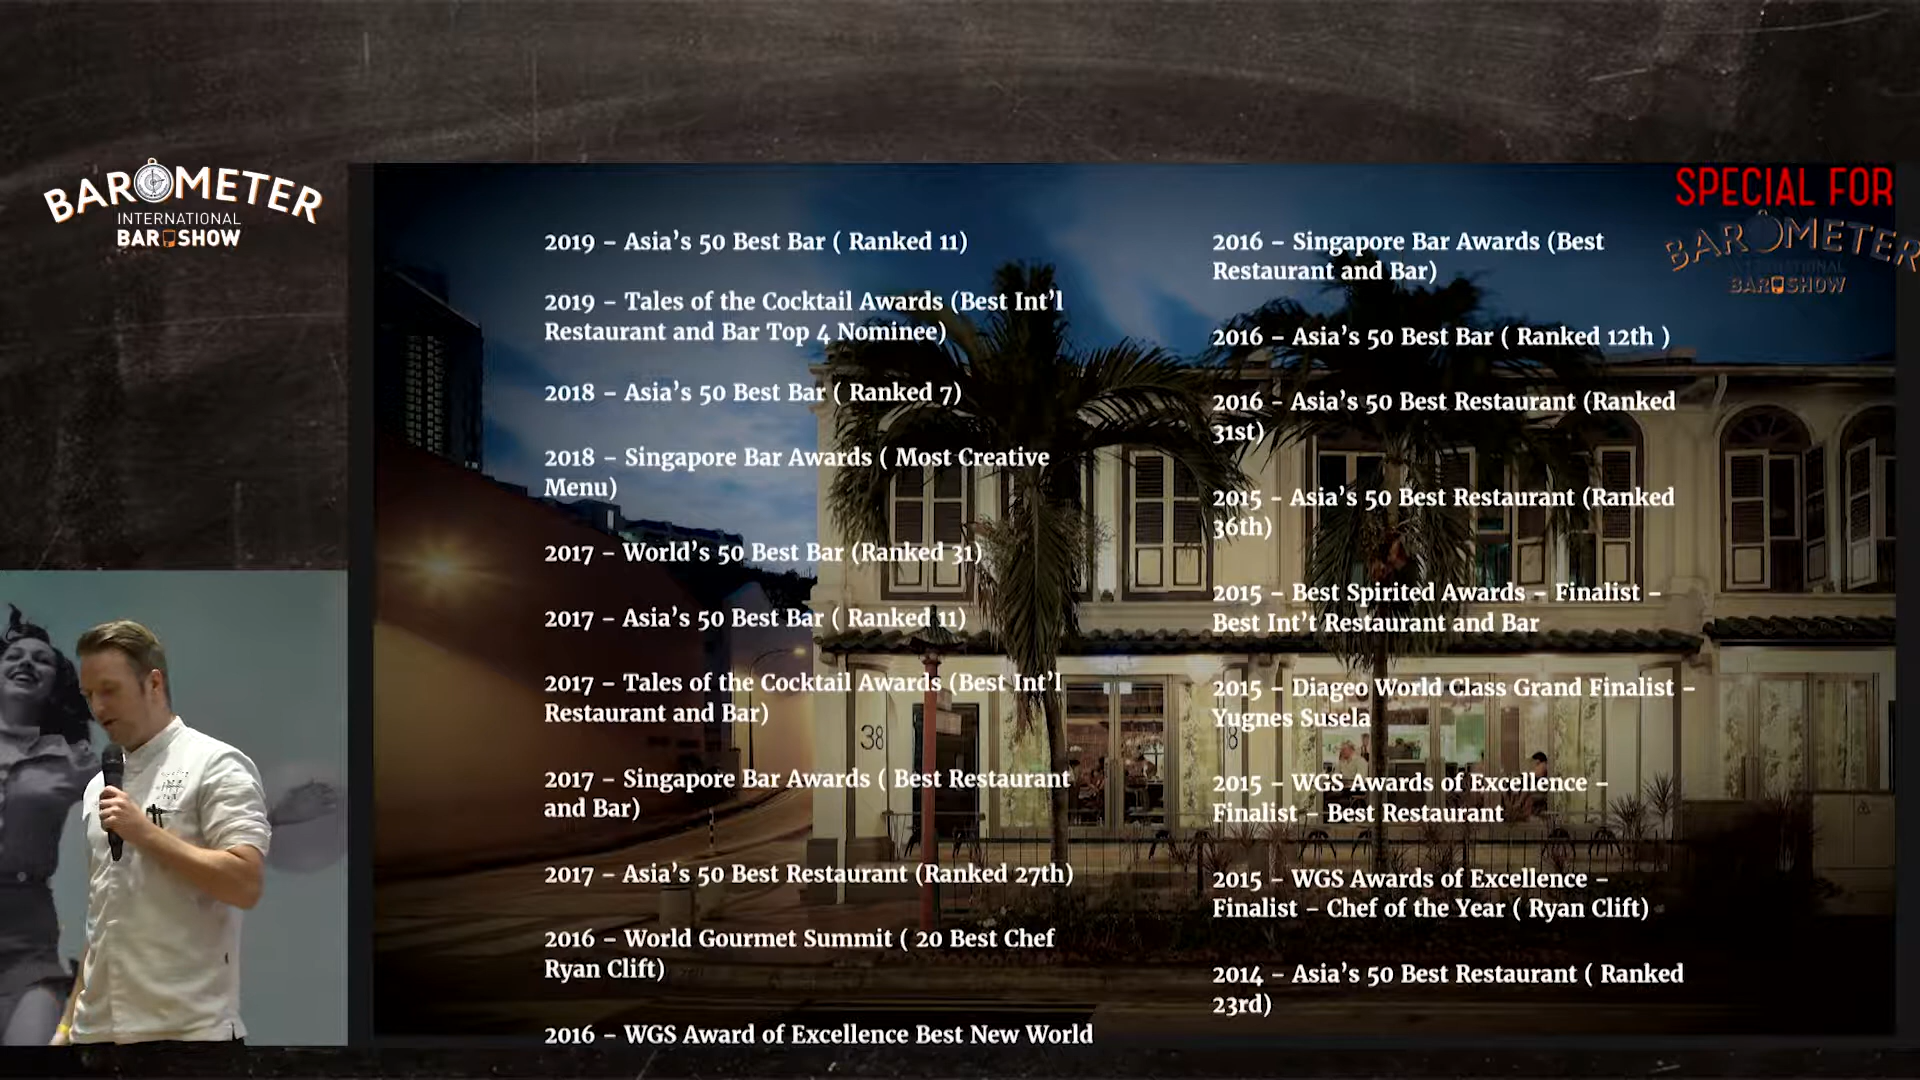 BAROMETER
INTERNATIONAL
BAR SHOW
2019 – Asia’s 50 Best Bar ( Ranked 11)
2019 – Tales of the Cocktail Awards (Best Int’l
Restaurant and Bar Top 4 Nominee)
2018 – Asia’s 50 Best Bar ( Ranked 7)
2018 – Singapore Bar Awards ( Most Creative
Menu)
2017 – World’s 50 Best Bar (Ranked 31)
2017 – Asia’s 50 Best Bar ( Ranked 11)
2017 – Tales of the Cocktail Awards (Best Int’l
Restaurant and Bar)
2017 – Singapore Bar Awards ( Best Restaurant
and Bar)
2017 – Asia’s 50 Best Restaurant (Ranked 27th)
2016 – World Gourmet Summit ( 20 Best Chef
Ryan Clift)
2016 – WGS Award of Excellence Best New World
2016 – Singapore Bar Awards (Best
Restaurant and Bar)
2016 – Asia’s 50 Best Bar ( Ranked 12th )
2016 - Asia’s 50 Best Restaurant (Ranked
31st)
2015 - Asia’s 50 Best Restaurant (Ranked
36th)
2015 – Best Spirited Awards – Finalist –
Best Int’t Restaurant and Bar
2015 – Diageo World Class Grand Finalist –
Yugnes Susela
2015 – WGS Awards of Excellence –
Finalist – Best Restaurant
2015 – WGS Awards of Excellence –
Finalist – Chef of the Year ( Ryan Clift)
2014 – Asia’s 50 Best Restaurant ( Ranked
23rd)
SPECIAL FOR
BAROMETER
INTERNATIONAL
BAR SHOW
38